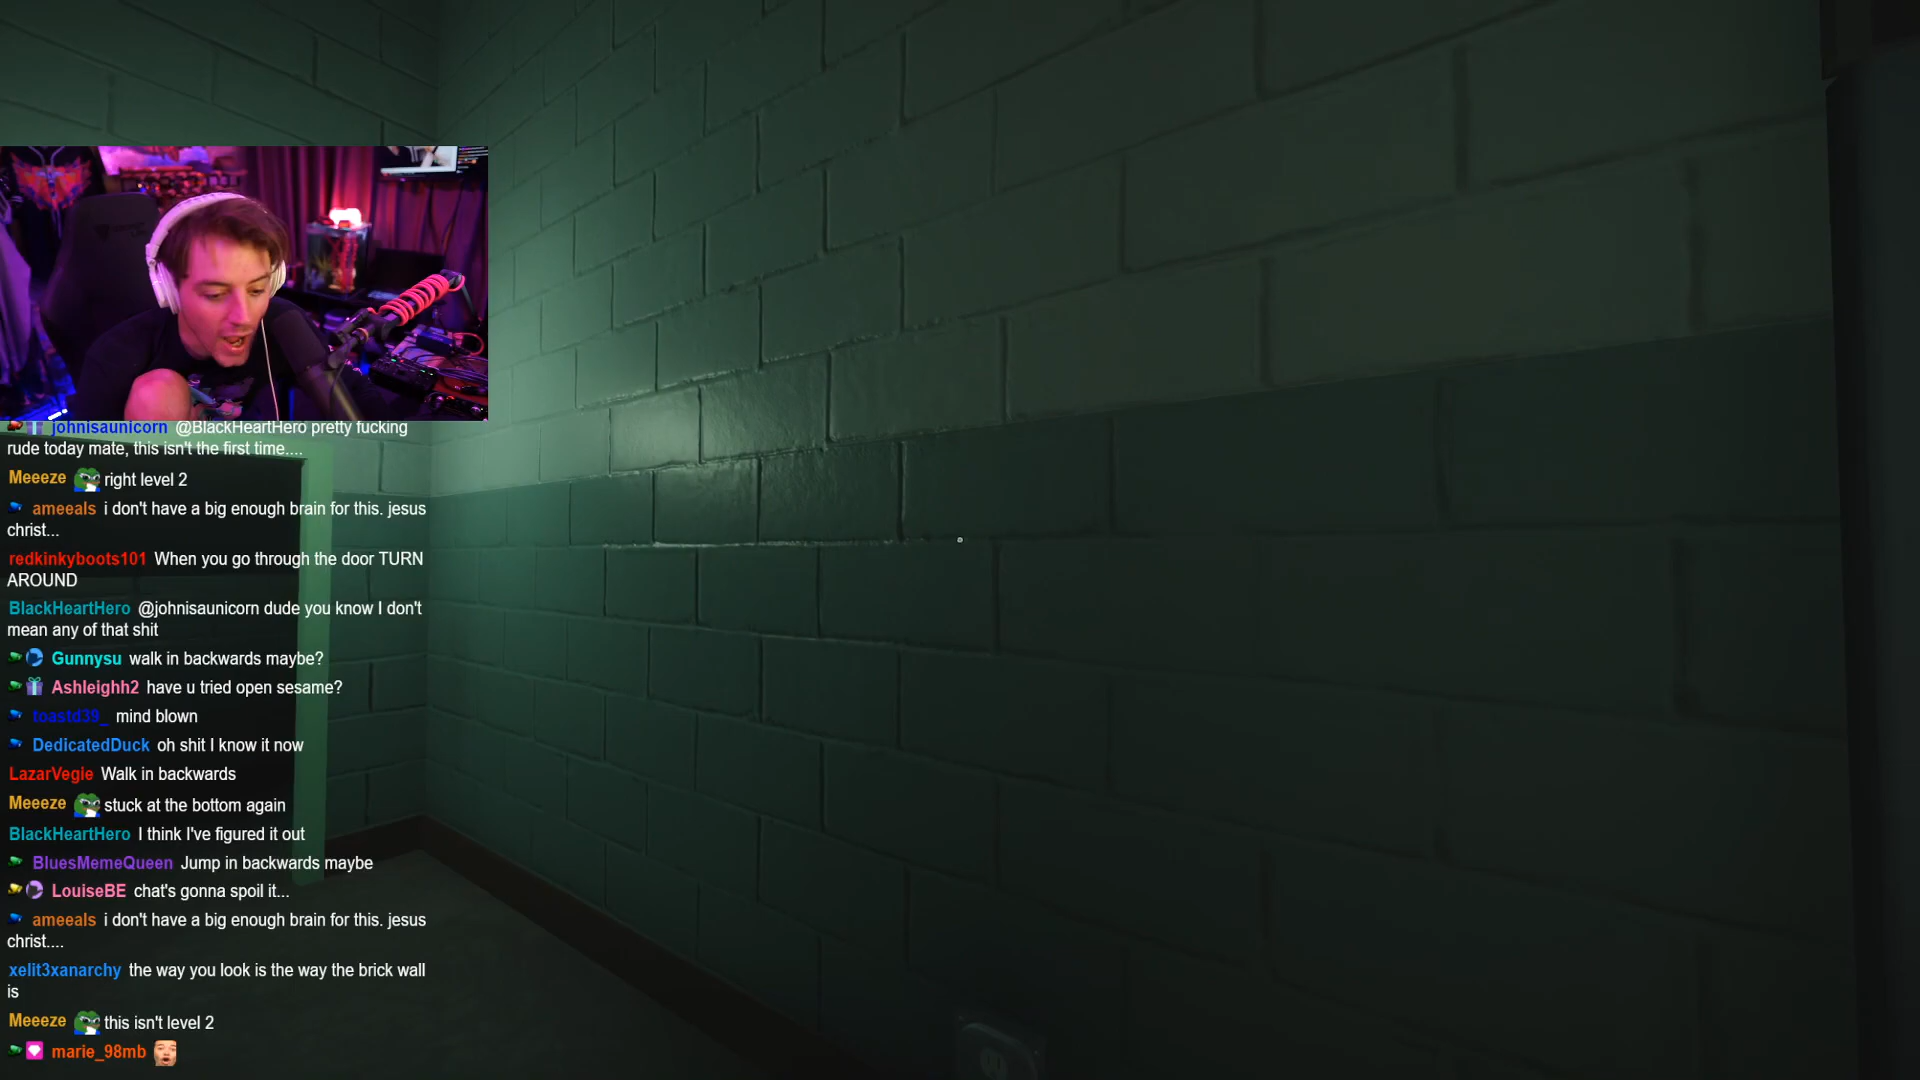 johnisaunicorn @BlackHeartHero pretty fucking
rude today mate, this isn't the first time....
Meeeze right level 2
ameeals i don't have a big enough brain for this. jesus
christ...
redkinkyboots101 When you go through the door TURN
AROUND
BlackHeartHero @johnisaunicorn dude you know I don't
mean any of that shit
Gunnysu walk in backwards maybe?
Ashleighh2 have u tried open sesame?
toastd39_ mind blown
DedicatedDuck oh shit I know it now
LazarVegie Walk in backwards
Meeeze stuck at the bottom again
BlackHeartHero I think I've figured it out
BluesMemeQueen Jump in backwards maybe
LouiseBE chat's gonna spoil it...
ameeals i don't have a big enough brain for this. jesus
christ....
xelit3xanarchy the way you look is the way the brick wall
is
Meeeze this isn't level 2
marie_98mb